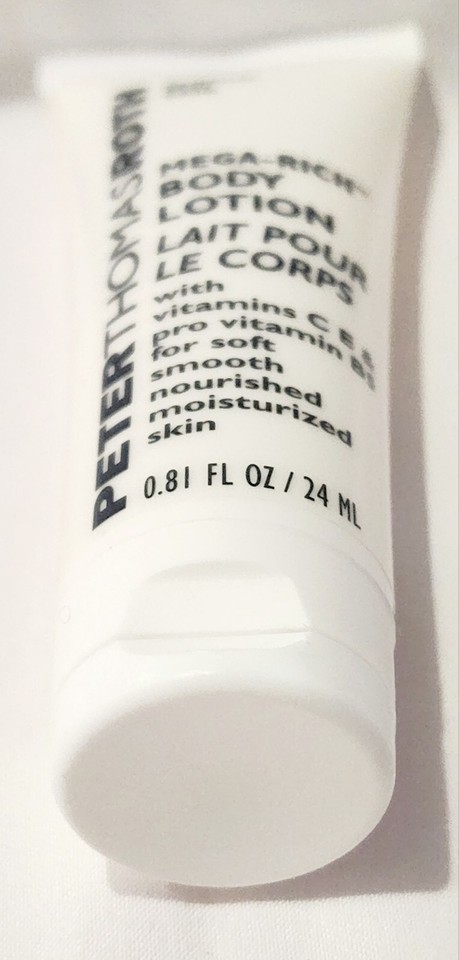 PETER THOMAS ROTH
MEGA-RICH™
BODY
LOTION
LAIT POUR
LE CORPS
with
vitamins C E &
pro vitamin B5
for soft
smooth
nourished
moisturized
skin
0.81 FL OZ / 24 ML